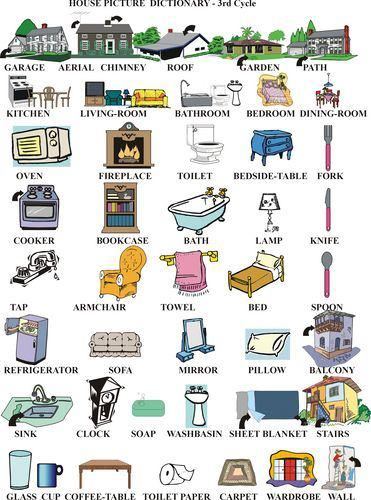 HOUSE PICTURE DICTIONARY - 3rd Cycle
GARAGE AERIAL CHIMNEY ROOF GARDEN PATH
KITCHEN LIVING-ROOM BATHROOM BEDROOM DINING-ROOM
OVEN FIREPLACE TOILET BEDSIDE-TABLE FORK
COOKER BOOKCASE BATH LAMP KNIFE
TAP ARMCHAIR TOWEL BED SPOON
REFRIGERATOR SOFA MIRROR PILLOW BALCONY
SINK CLOCK SOAP WASHBASIN SHEET BLANKET STAIRS
GLASS CUP COFFEE-TABLE TOILET PAPER CARPET WARDROBE WALL